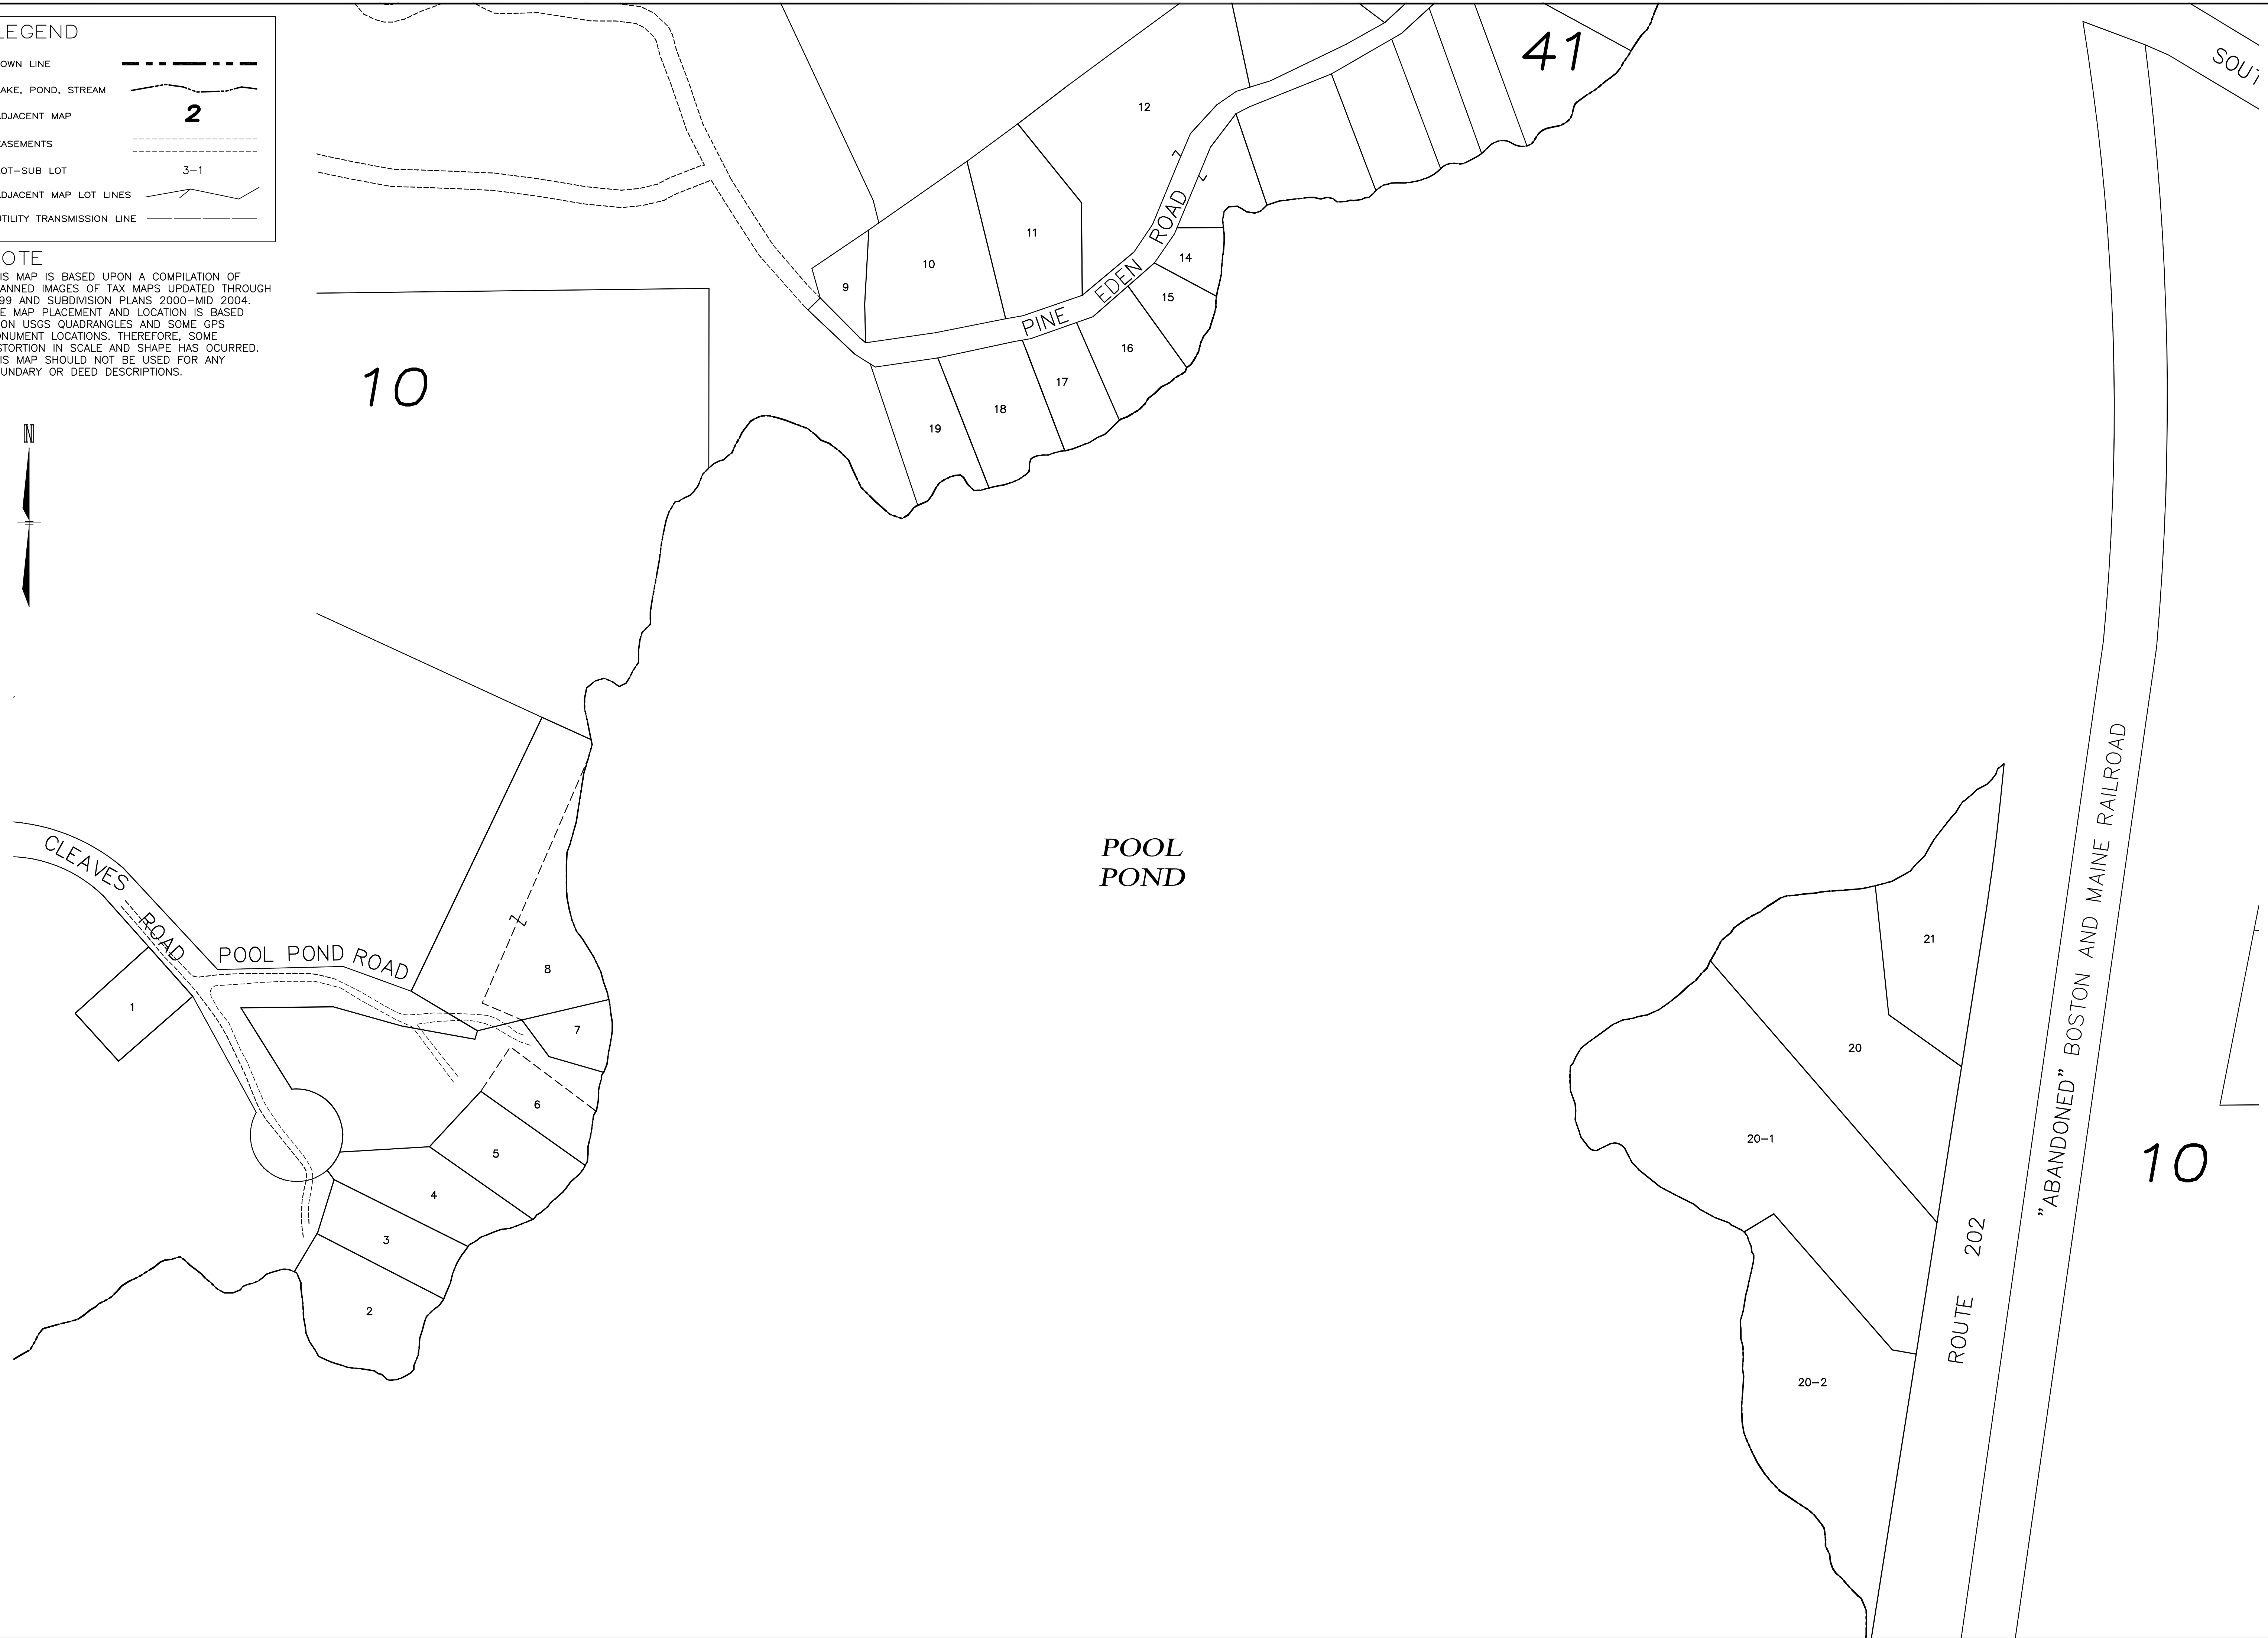 LEGEND
OWN LINE
AKE, POND, STREAM
DJACENT MAP 2
EASEMENTS
OT-SUB LOT 3-1
ADJACENT MAP LOT LINES
UTILITY TRANSMISSION LINE
OTE
IS MAP IS BASED UPON A COMPILATION OF
ANNED IMAGES OF TAX MAPS UPDATED THROUGH
99 AND SUBDIVISION PLANS 2000-MID 2004.
E MAP PLACEMENT AND LOCATION IS BASED
ON USGS QUADRANGLES AND SOME GPS
ONUMENT LOCATIONS. THEREFORE, SOME
STORTION IN SCALE AND SHAPE HAS OCURRED.
IS MAP SHOULD NOT BE USED FOR ANY
UNDARY OR DEED DESCRIPTIONS.
N
41
SOUT
12
11
10
9
14
15
16
17
18
19
PINE EDEN ROAD
10
POOL
POND
CLEAVES ROAD
POOL POND ROAD
1
8
7
6
5
4
3
2
21
20
20-1
20-2
ROUTE 202
"ABANDONED" BOSTON AND MAINE RAILROAD
10